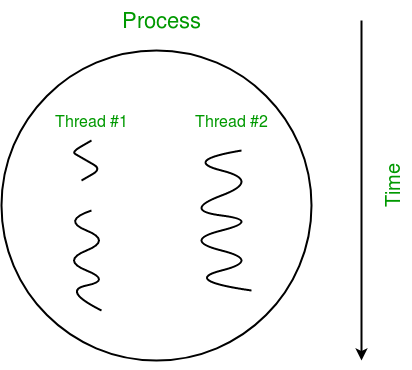 Process
Thread #1
Thread #2
Time